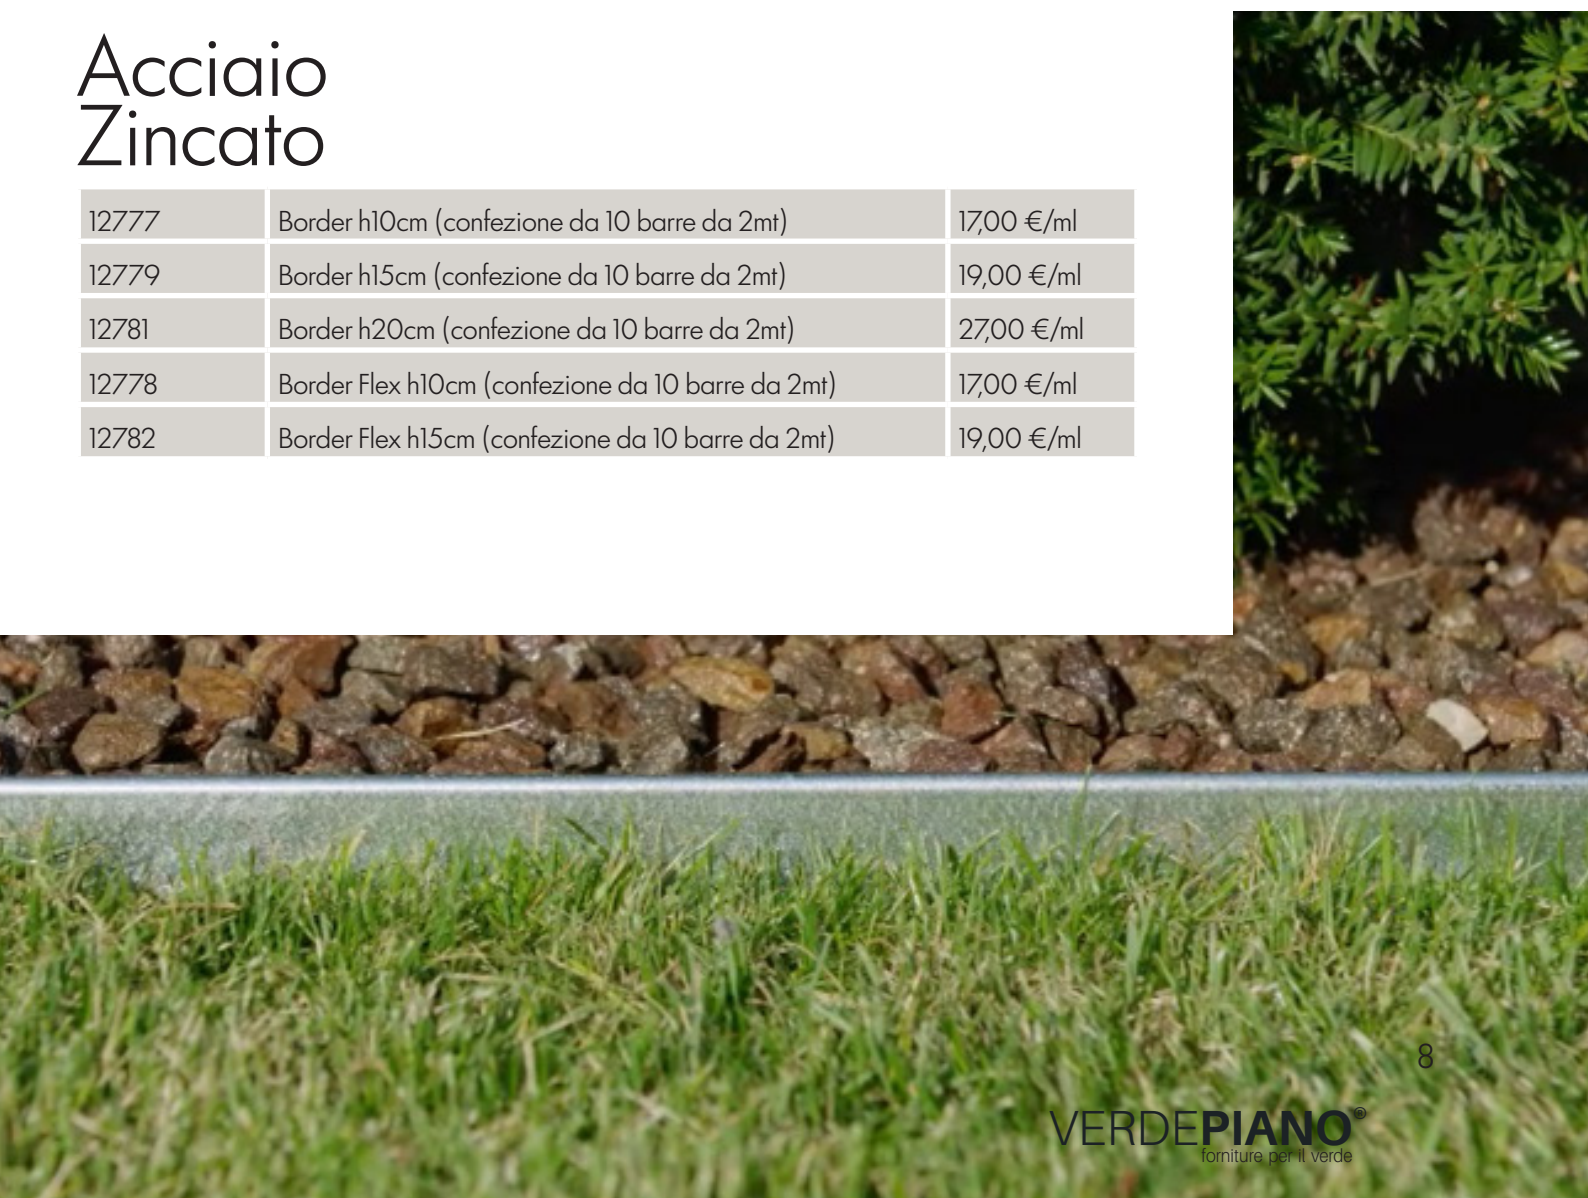 Acciaio
Zincato
12777 Border h10cm (confezione da 10 barre da 2mt) 17,00 €/ml
12779 Border h15cm (confezione da 10 barre da 2mt) 19,00 €/ml
12781 Border h20cm (confezione da 10 barre da 2mt) 27,00 €/ml
12778 Border Flex h10cm (confezione da 10 barre da 2mt) 17,00 €/ml
12782 Border Flex h15cm (confezione da 10 barre da 2mt) 19,00 €/ml
8
VERDEPIANO®
forniture per il verde